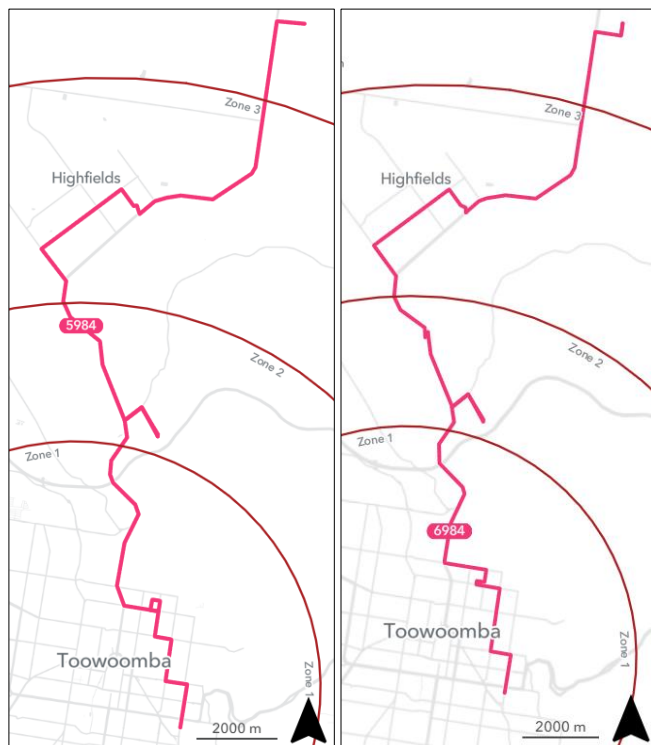 Zone 3
Highfields
5984
Zone 2
Zone 1
Toowoomba
Zone 1
2000 m
Zone 3
Highfields
Zone 2
Zone 1
6984
Toowoomba
Zone 1
2000 m